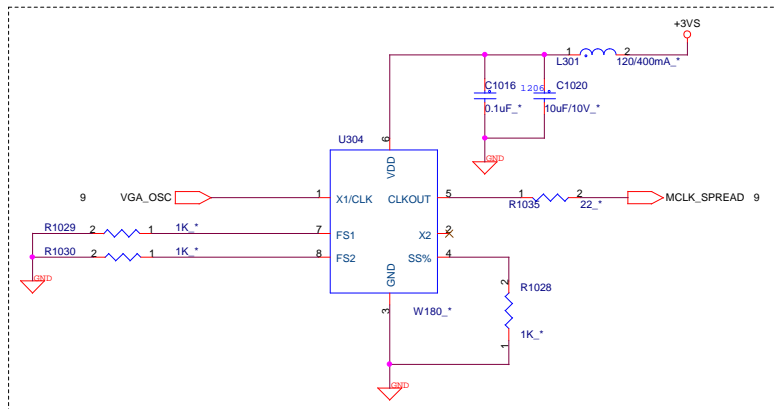 +3VS
1 2
L301 120/400mA_*
C1016 1206 C1020
0.1uF_* 10uF/10V_*
GND
U304
6
VDD
9 VGA_OSC 1 X1/CLK CLKOUT 5 1 2 MCLK_SPREAD 9
R1035 22_*
R1029 2 1 1K_* 7 FS1 X2 2
R1030 2 1 1K_* 8 FS2 SS% 4
GND
GND
3
W180_*
2
R1028
1K_*
1
GND